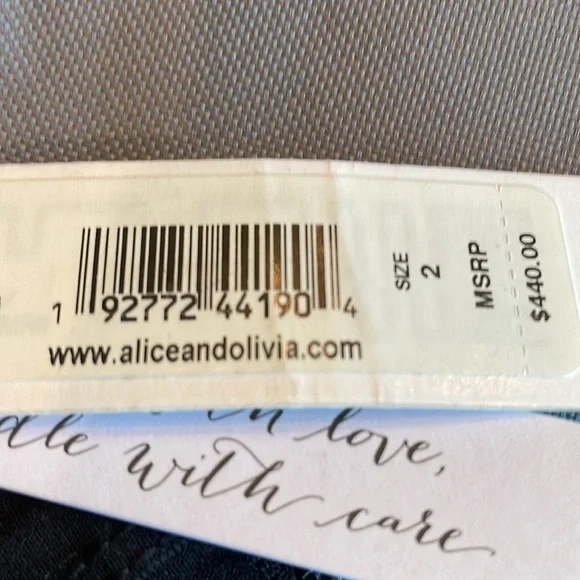 SIZE
2
MSRP
$440.00
1 92772 44190 4
www.aliceandolivia.com
love,
with care